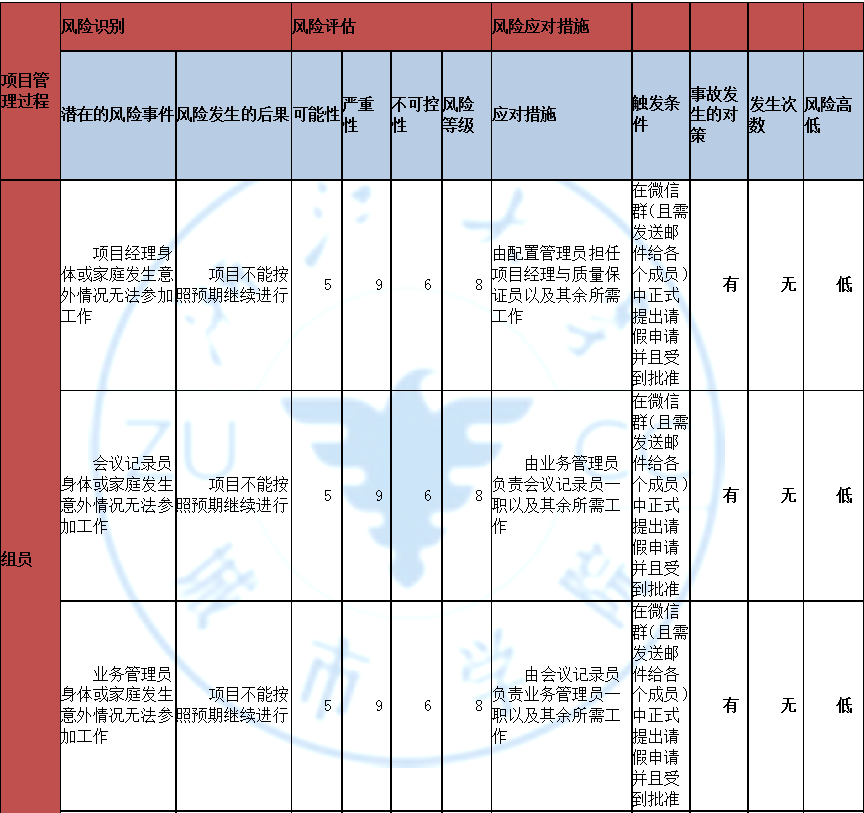 风险识别 风险评估 风险应对措施
项目管
理过程
潜在的风险事件
风险发生的后果
可能性
严重
性
不可控
性
风险
等级
应对措施
触发条
件
事故发
生的对
策
发生次
数
风险高
低
组员
项目经理身
体或家庭发生意
外情况无法参加
工作
项目不能按
照预期继续进行
5
9
6
8
由配置管理员担任
项目经理与质量保
证员以及其余所需
工作
在微信
群（且需
发送邮
件给各
个成员）
中正式
提出请
假申请
并且受
到批准
有
无
低
会议记录员
身体或家庭发生
意外情况无法参
加工作
项目不能按
照预期继续进行
5
9
6
8
由业务管理员
负责会议记录员一
职以及其余所需工
作
在微信
群（且需
发送邮
件给各
个成员）
中正式
提出请
假申请
并且受
到批准
有
无
低
业务管理员
身体或家庭发生
意外情况无法参
加工作
项目不能按
照预期继续进行
5
9
6
8
由会议记录员
负责业务管理员一
职以及其余所需工
作
在微信
群（且需
发送邮
件给各
个成员）
中正式
提出请
假申请
并且受
到批准
有
无
低
ZU
城市学院